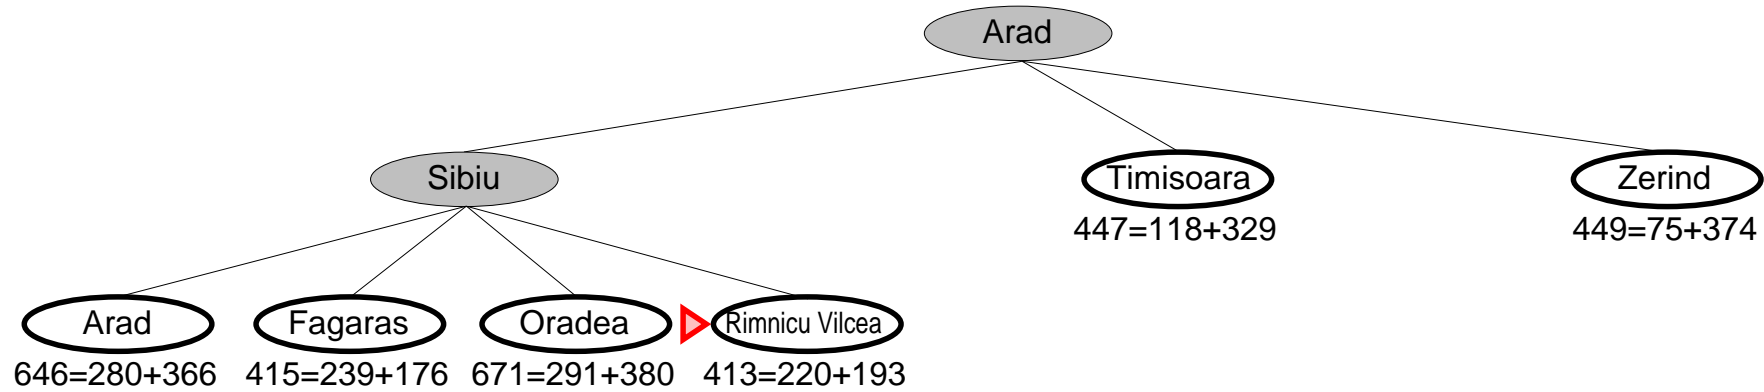 Arad
Sibiu
Timisoara
Zerind
447=118+329
449=75+374
Arad
Fagaras
Oradea
Rimnicu Vilcea
646=280+366
415=239+176
671=291+380
413=220+193